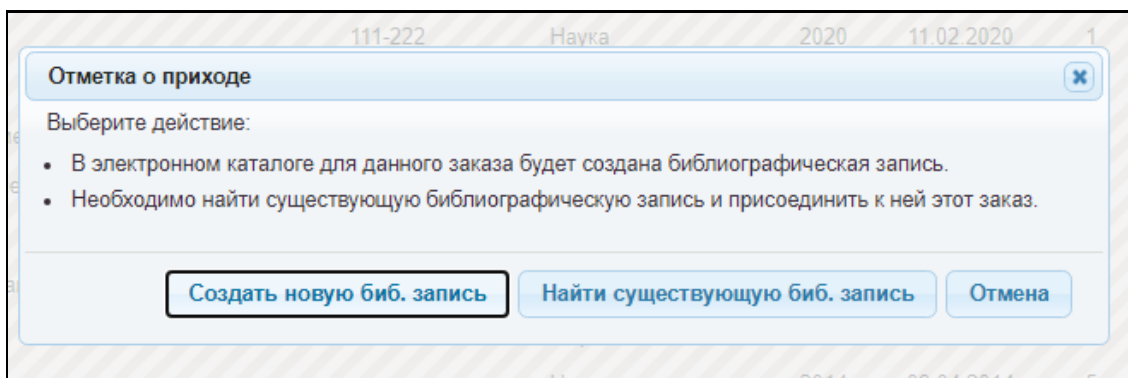 111-222 Наука 2020 11.02.2020 1
Отметка о приходе
Выберите действие:
• В электронном каталоге для данного заказа будет создана библиографическая запись.
• Необходимо найти существующую библиографическую запись и присоединить к ней этот заказ.
Создать новую биб. запись Найти существующую биб. запись Отмена